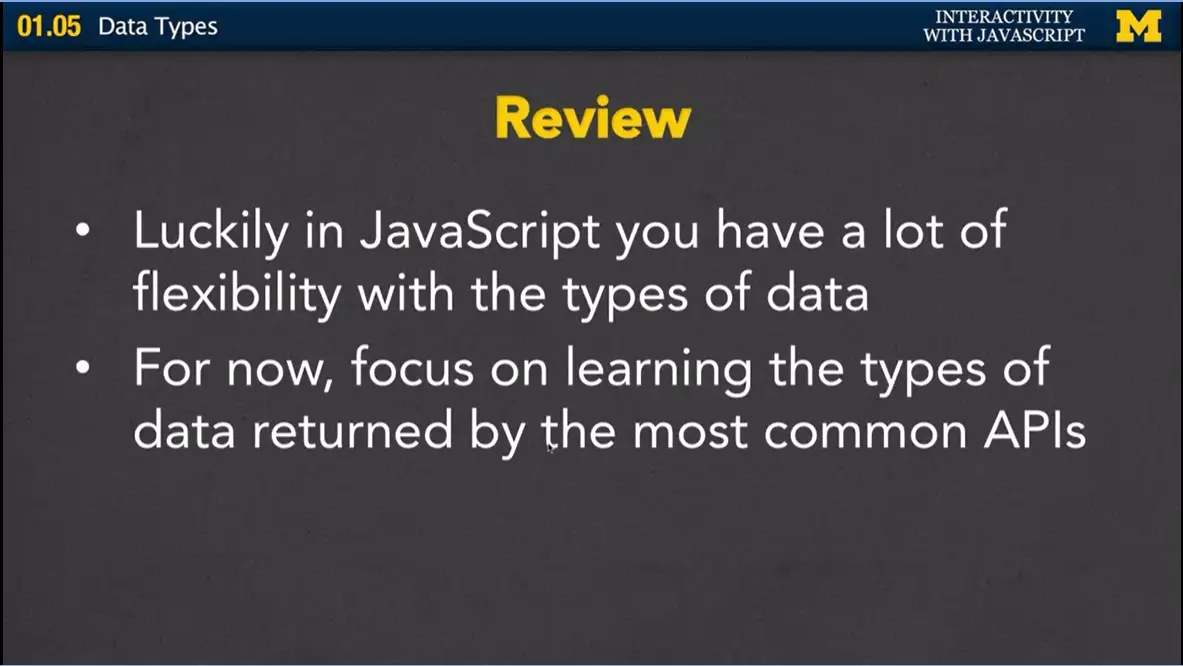 01.05 Data Types
INTERACTIVITY
WITH JAVASCRIPT
M
Review
• Luckily in JavaScript you have a lot of
flexibility with the types of data
• For now, focus on learning the types of
data returned by the most common APIs